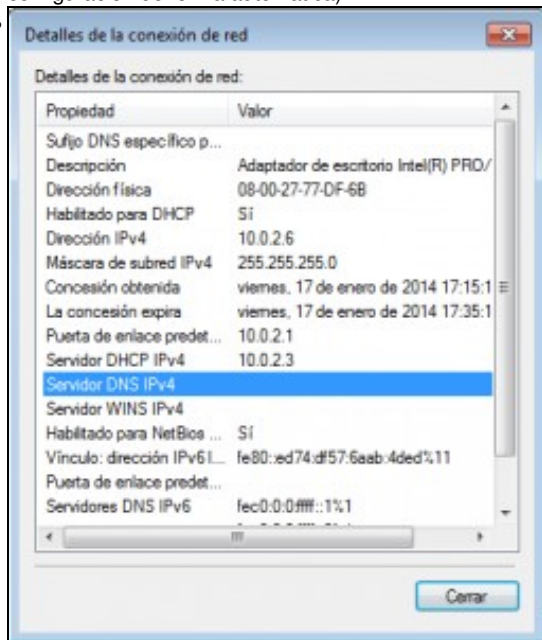 Detalles de la conexión de red
Detalles de la conexión de red:
Propiedad Valor
Sufijo DNS específico p...
Descripción Adaptador de escritorio Intel(R) PRO/
Dirección física 08-00-27-77-DF-6B
Habilitado para DHCP Sí
Dirección IPv4 10.0.2.6
Máscara de subred IPv4 255.255.255.0
Concesión obtenida viernes, 17 de enero de 2014 17:15:1
La concesión expira viernes, 17 de enero de 2014 17:35:1
Puerta de enlace predet... 10.0.2.1
Servidor DHCP IPv4 10.0.2.3
Servidor DNS IPv4
Servidor WINS IPv4
Habilitado para NetBios ... Sí
Vínculo: dirección IPv6 l... fe80::ed74:df57:6aab:4ded%11
Puerta de enlace predet...
Servidores DNS IPv6 fec0:0:0:ffff::1%1
Cerrar